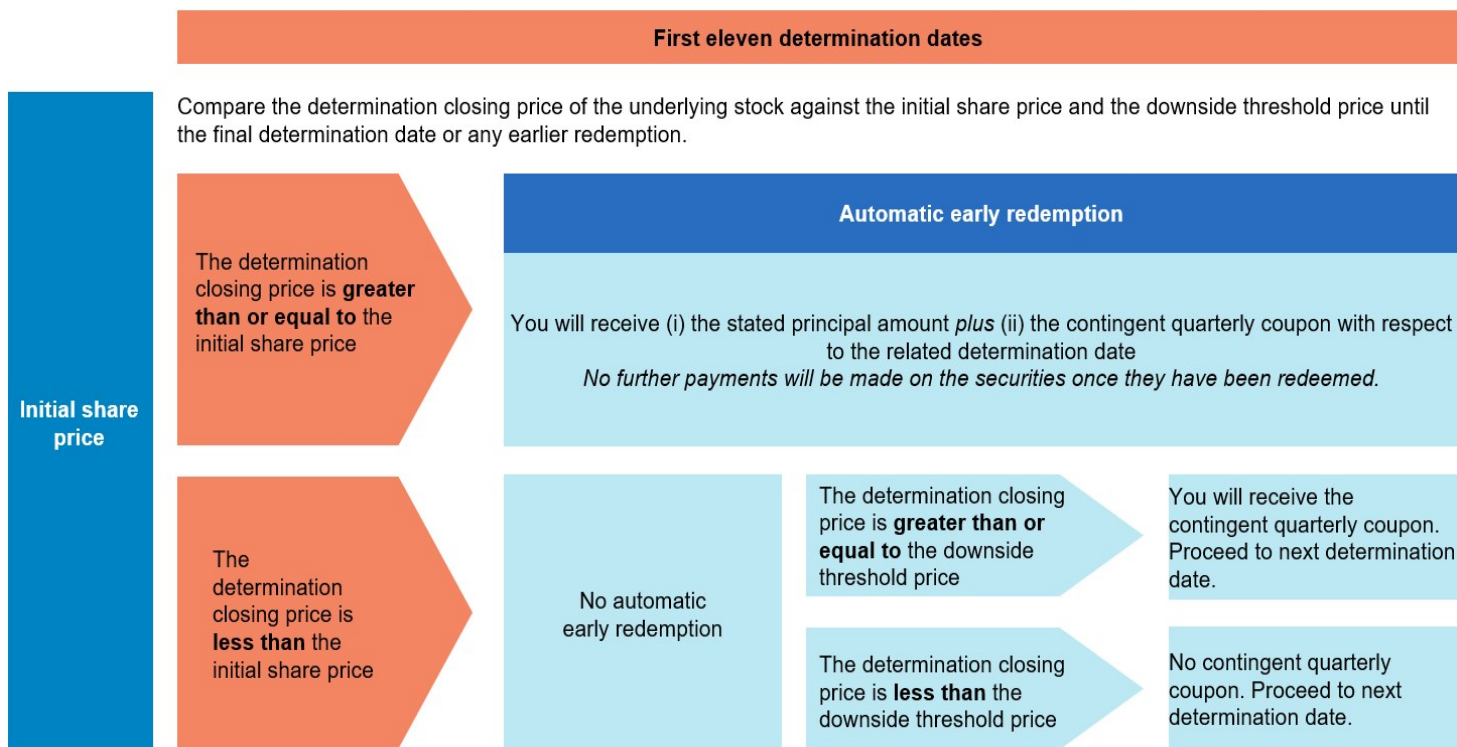 First eleven determination dates
Compare the determination closing price of the underlying stock against the initial share price and the downside threshold price until
the final determination date or any earlier redemption.
Initial share
price
The determination
closing price is greater
than or equal to the
initial share price
Automatic early redemption
You will receive (i) the stated principal amount plus (ii) the contingent quarterly coupon with respect
to the related determination date
No further payments will be made on the securities once they have been redeemed.
The
determination
closing price is
less than the
initial share price
No automatic
early redemption
The determination closing
price is greater than or
equal to the downside
threshold price
You will receive the
contingent quarterly coupon.
Proceed to next determination
date.
The determination closing
price is less than the
downside threshold price
No contingent quarterly
coupon. Proceed to next
determination date.